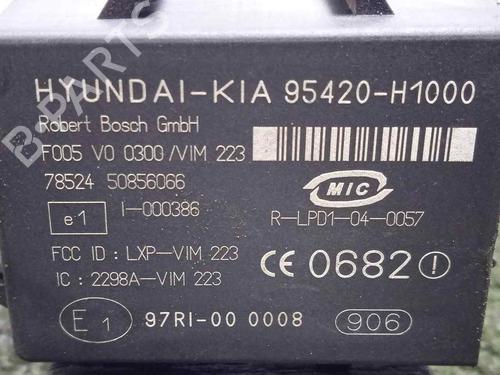 HYUNDAI-KIA 95420-H1000
Robert Bosch GmbH
F005 V0 0300/VIM 223
78524 50856066
MIC
e1 I-000386
R-LPD1-04-0057
FCC ID : LXP-VIM 223
IC : 2298A-VIM 223
CE 0682 !
E1 97RI-00 0008 906
B-PARTS